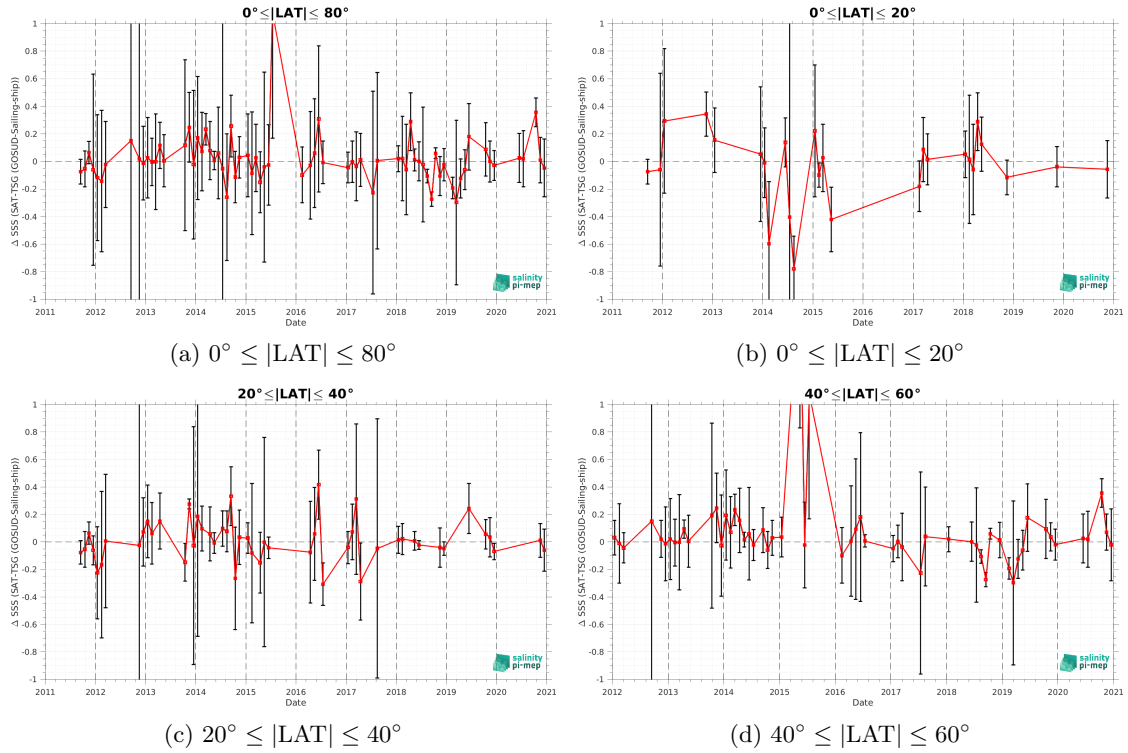 0°≤|LAT|≤ 80°
Δ SSS (SAT-TSG (GOSUD-Sailing-ship))
1
0.8
0.6
0.4
0.2
0
-0.2
-0.4
-0.6
-0.8
-1
2011 2012 2013 2014 2015 2016 2017 2018 2019 2020 2021
Date
salinity
pi-mep
(a) 0° ≤ |LAT| ≤ 80°
0°≤|LAT|≤ 20°
Δ SSS (SAT-TSG (GOSUD-Sailing-ship))
1
0.8
0.6
0.4
0.2
0
-0.2
-0.4
-0.6
-0.8
-1
2011 2012 2013 2014 2015 2016 2017 2018 2019 2020 2021
Date
salinity
pi-mep
(b) 0° ≤ |LAT| ≤ 20°
20°≤|LAT|≤ 40°
Δ SSS (SAT-TSG (GOSUD-Sailing-ship))
1
0.8
0.6
0.4
0.2
0
-0.2
-0.4
-0.6
-0.8
-1
2011 2012 2013 2014 2015 2016 2017 2018 2019 2020 2021
Date
salinity
pi-mep
(c) 20° ≤ |LAT| ≤ 40°
40°≤|LAT|≤ 60°
Δ SSS (SAT-TSG (GOSUD-Sailing-ship))
1
0.8
0.6
0.4
0.2
0
-0.2
-0.4
-0.6
-0.8
-1
2012 2013 2014 2015 2016 2017 2018 2019 2020 2021
Date
salinity
pi-mep
(d) 40° ≤ |LAT| ≤ 60°